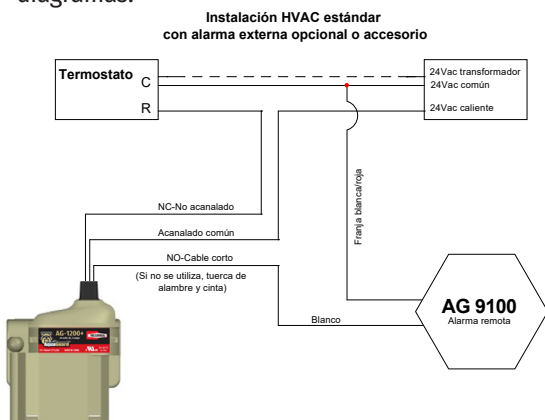 diagramas.
Instalación HVAC estándar
con alarma externa opcional o accesorio
Termostato
C
R
24Vac transformador
24Vac común
24Vac caliente
NC-No acanalado
Acanalado común
NO-Cable corto
(Si no se utiliza, tuerca de
alambre y cinta)
Franja blanca/roja
Blanco
AG 9100
Alarma remota
AG-1200+
AquaGuard